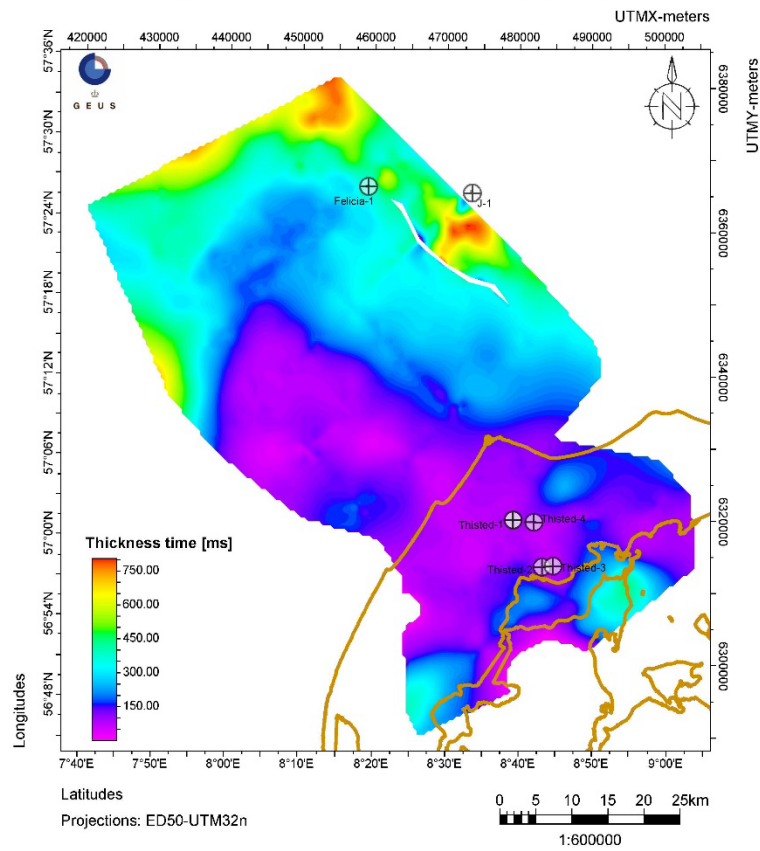 UTMX-meters
420000 430000 440000 450000 460000 470000 480000 490000 500000
57°36'N
57°30'N
57°24'N
57°18'N
57°12'N
57°06'N
57°00'N
56°54'N
56°48'N
GEUS
N
UTMY-meters
6380000
6360000
6340000
6320000
6300000
Felicia-1
J-1
Thisted-1
Thisted-4
Thisted-2
Thisted-3
Thickness time [ms]
750.00
600.00
450.00
300.00
150.00
Longitudes
7°40'E 7°50'E 8°00'E 8°10'E 8°20'E 8°30'E 8°40'E 8°50'E 9°00'E
Latitudes
Projections: ED50-UTM32n
0 5 10 15 20 25km
1:600000